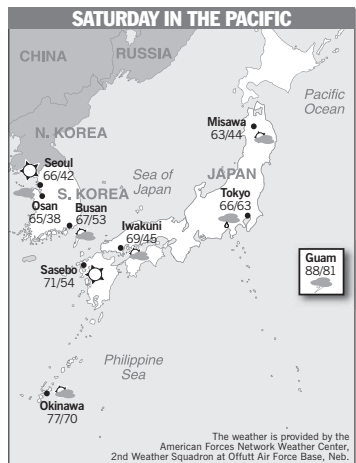 SATURDAY IN THE PACIFIC
CHINA
RUSSIA
Pacific
Ocean
Misawa
63/44
N. KOREA
Seoul
66/42
Sea of
Japan
JAPAN
S. KOREA
Tokyo
66/63
Osan
65/38
Busan
67/53
Iwakuni
69/45
Sasebo
71/54
Guam
88/81
Philippine
Sea
Okinawa
77/70
The weather is provided by the
American Forces Network Weather Center,
2nd Weather Squadron at Offutt Air Force Base, Neb.